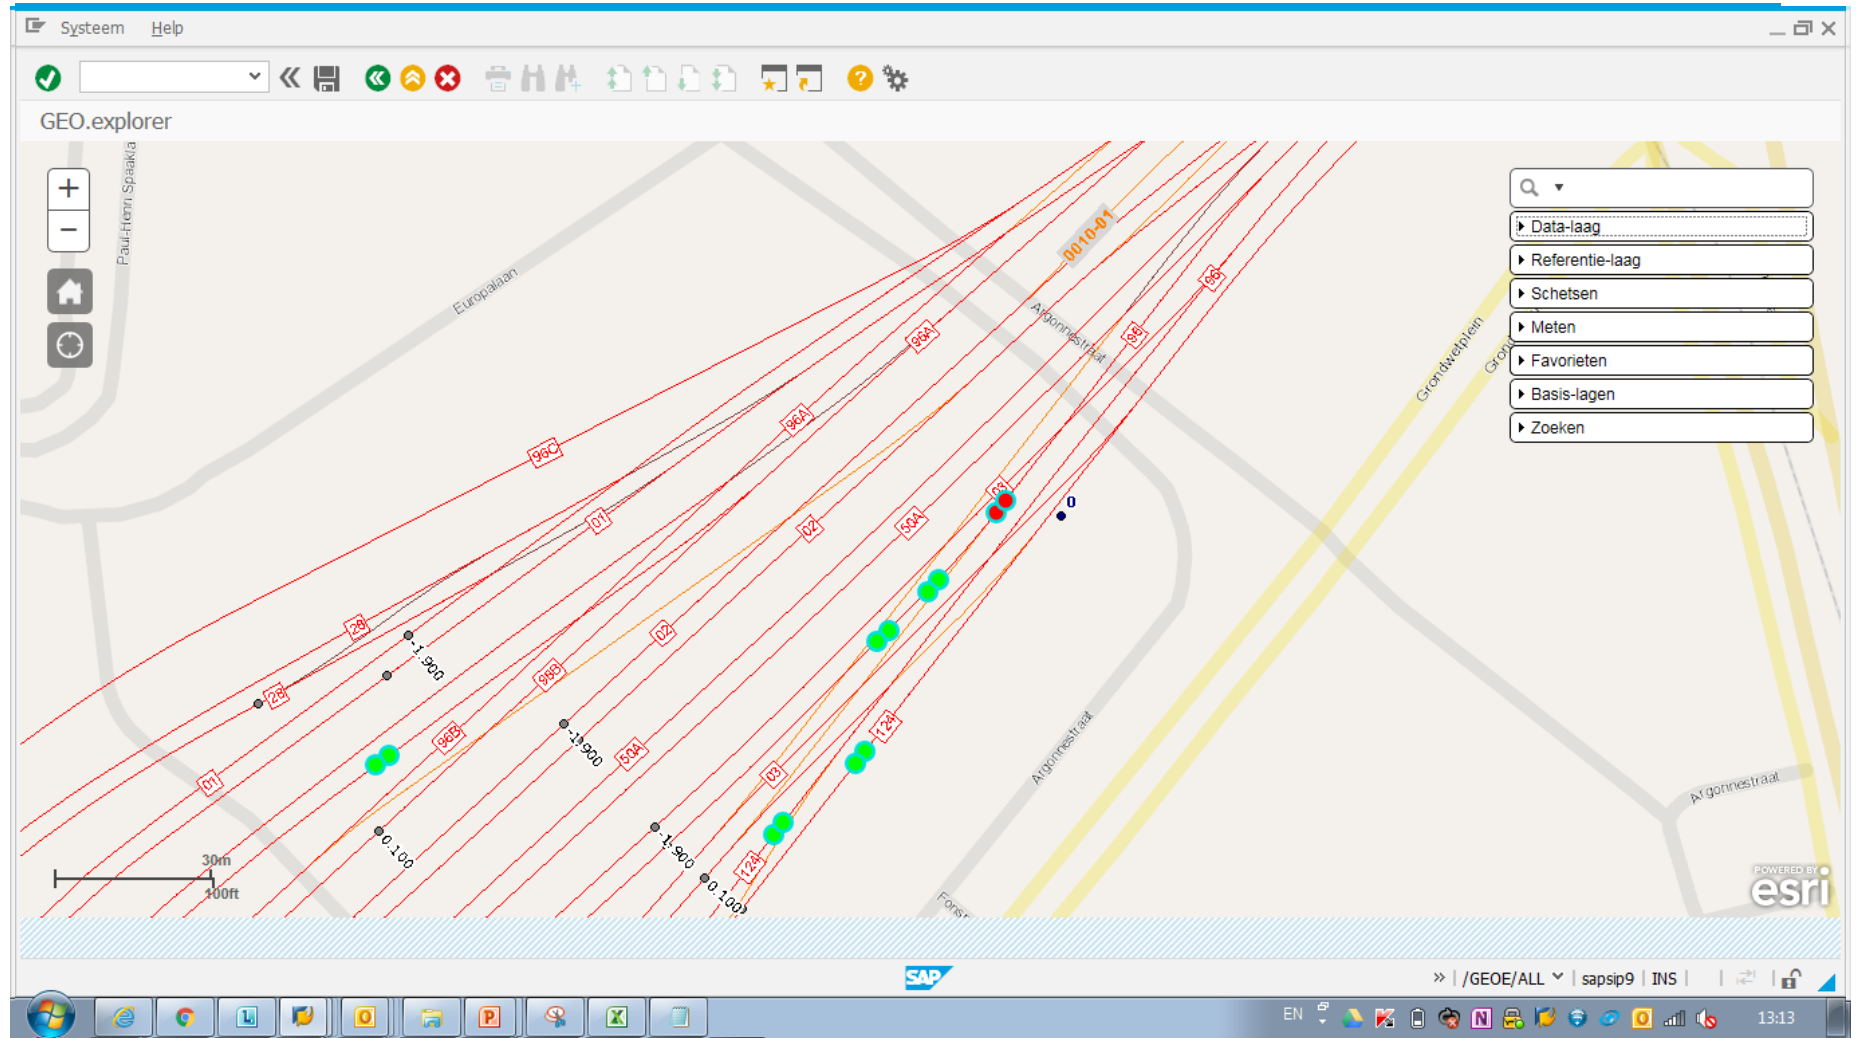 Systeem Help
GEO.explorer
Paul-Henri Spaakla
Europalaan
0010-01
Argonnestraat
Grondwetplein
Data-laag
Referentie-laag
Schetsen
Meten
Favorieten
Basis-lagen
Zoeken
96
95
96A
96A
96C
01
02
50A
03
0
28
-1.900
02
28
96B
-1.900
96B
50A
124
01
03
Argonnestraat
Argonnestraat
0.100
-1.900
124
0.100
30m
100ft
POWERED BY
esri
SAP
/GEOE/ALL sapsip9 INS
EN
13:13